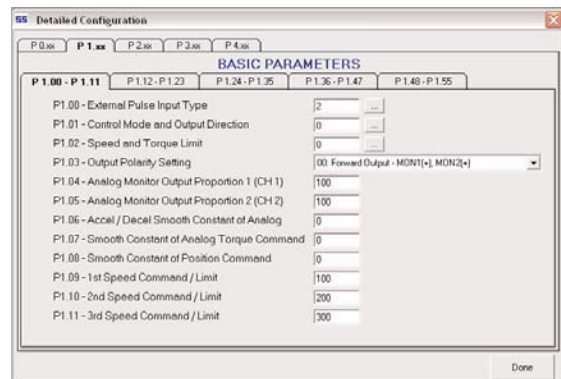 SS Detailed Configuration
P 0.xx P 1.xx P 2.xx P 3.xx P 4.xx
BASIC PARAMETERS
P 1.00 - P 1.11 P 1.12 - P 1.23 P 1.24 - P 1.35 P 1.36 - P 1.47 P 1.48 - P 1.55
P1.00 - External Pulse Input Type 2 ...
P1.01 - Control Mode and Output Direction 0 ...
P1.02 - Speed and Torque Limit 0 ...
P1.03 - Output Polarity Setting 00: Forward Output - MON1(+), MON2(+)
P1.04 - Analog Monitor Output Proportion 1 (CH 1) 100
P1.05 - Analog Monitor Output Proportion 2 (CH 2) 100
P1.06 - Accel / Decel Smooth Constant of Analog 0
P1.07 - Smooth Constant of Analog Torque Command 0
P1.08 - Smooth Constant of Position Command 0
P1.09 - 1st Speed Command / Limit 100
P1.10 - 2nd Speed Command / Limit 200
P1.11 - 3rd Speed Command / Limit 300
Done